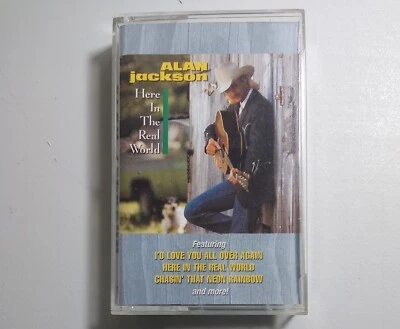 ALAN
jackson
Here
In
The
Real
World
Featuring
I'D LOVE YOU ALL OVER AGAIN
HERE IN THE REAL WORLD
CHASIN' THAT NEON RAINBOW
and more!